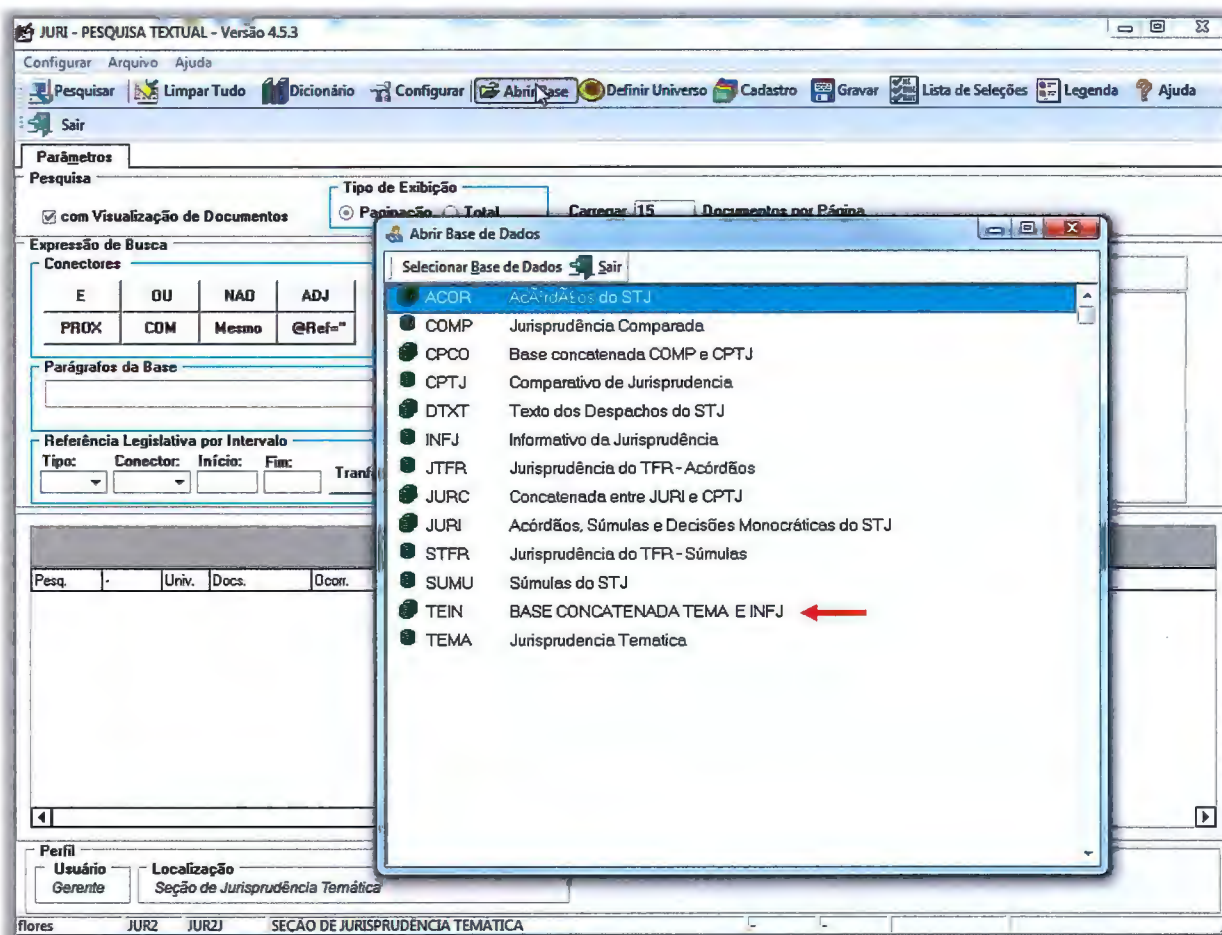 JURI - PESQUISA TEXTUAL - Versão 4.5.3
Configurar Arquivo Ajuda
Pesquisar Limpar Tudo Dicionário Configurar Abrir Base Definir Universo Cadastro Gravar Lista de Seleções Legenda Ajuda
Sair
Parâmetros
Pesquisa
com Visualização de Documentos
Tipo de Exibição
Paginação Total
Carregar 15 Documentos por Página
Expressão de Busca
Conectores
E OU NAO ADJ
PROX COM Mesmo @Ref="
Parágrafos da Base
Referência Legislativa por Intervalo
Tipo: Conector: Início: Fim:
Pesq. - Univ. Docs. Ocorr.
Abrir Base de Dados
Selecionar Base de Dados Sair
ACOR AcÃ³rdÃ£os do STJ
COMP Jurisprudência Comparada
CPCO Base concatenada COMP e CPTJ
CPTJ Comparativo de Jurisprudencia
DTXT Texto dos Despachos do STJ
INFJ Informativo da Jurisprudência
JTFR Jurisprudência do TFR - Acórdãos
JURC Concatenada entre JURI e CPTJ
JURI Acórdãos, Súmulas e Decisões Monocráticas do STJ
STFR Jurisprudência do TFR - Súmulas
SUMU Súmulas do STJ
TEIN BASE CONCATENADA TEMA E INFJ
TEMA Jurisprudencia Tematica
Perfil
Usuário
Gerente
Localização
Seção de Jurisprudência Temática
flores JUR2 JUR2J SEÇÃO DE JURISPRUDÊNCIA TEMÁTICA - -